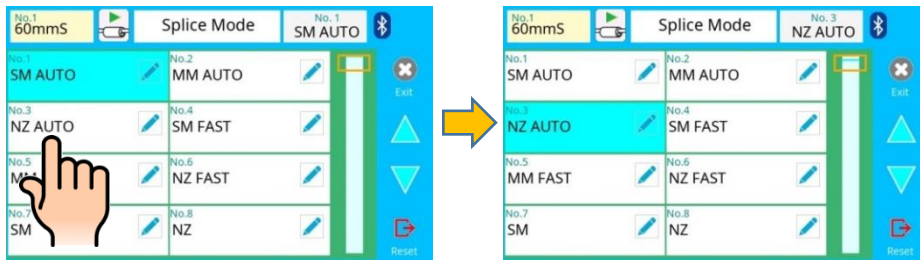 No.1
60mmS
Splice Mode
No. 1
SM AUTO
No.1
SM AUTO
No.2
MM AUTO
Exit
No.3
NZ AUTO
No.4
SM FAST
No.5
No.6
NZ FAST
No.7
SM
No.8
NZ
Reset
No.1
60mmS
Splice Mode
No. 3
NZ AUTO
No.1
SM AUTO
No.2
MM AUTO
Exit
No.3
NZ AUTO
No.4
SM FAST
No.5
MM FAST
No.6
NZ FAST
No.7
SM
No.8
NZ
Reset